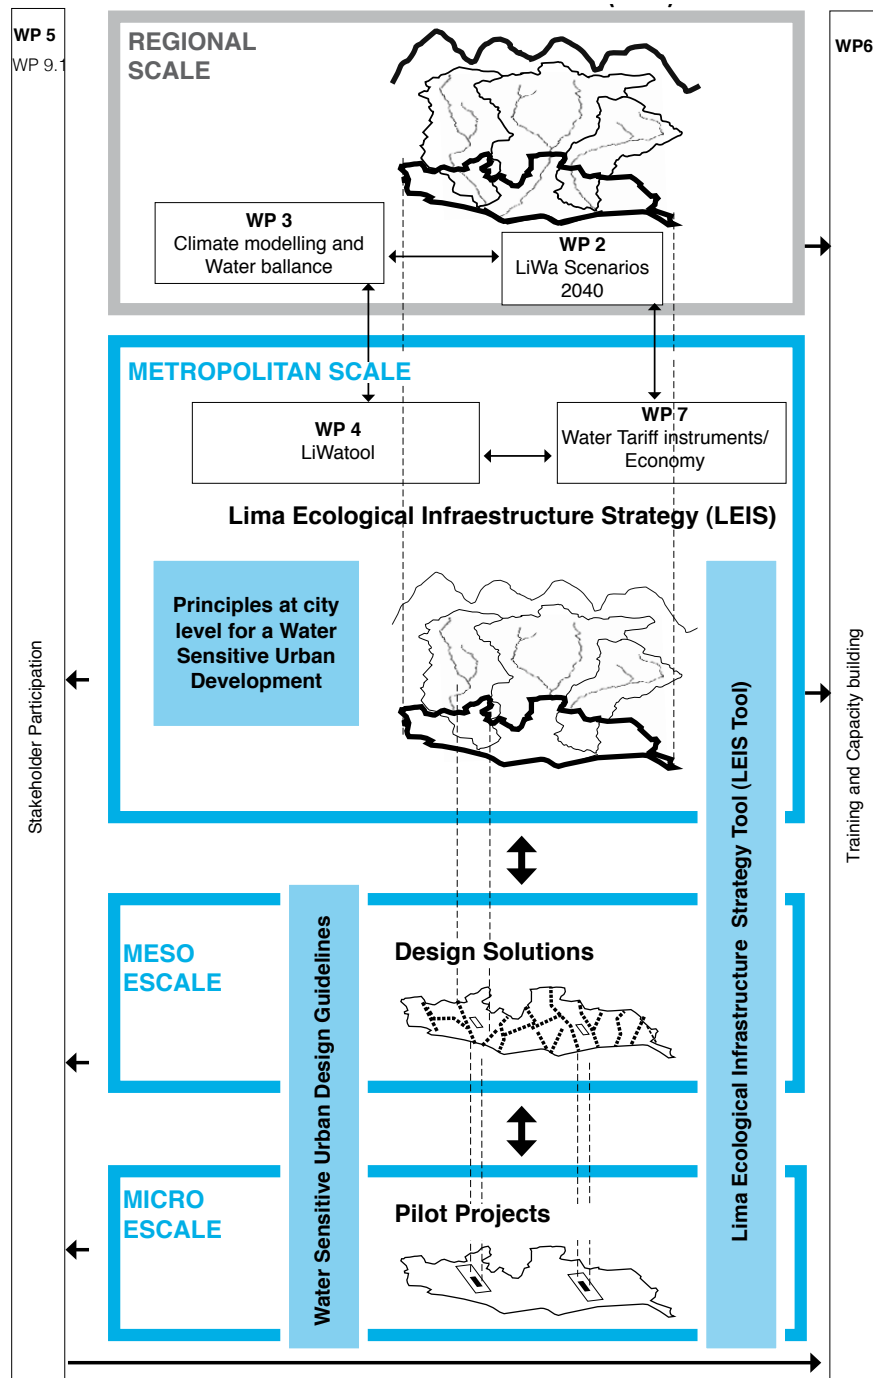 WP 5
WP 9.1
WP6
REGIONAL
SCALE
WP 3
Climate modelling and
Water ballance
WP 2
LiWa Scenarios
2040
METROPOLITAN SCALE
WP 4
LiWatool
WP 7
Water Tariff instruments/
Economy
Lima Ecological Infraestructure Strategy (LEIS)
Principles at city
level for a Water
Sensitive Urban
Development
Stakeholder Participation
Training and Capacity building
Lima Ecological Infrastructure Strategy Tool (LEIS Tool)
MESO
ESCALE
Design Solutions
Water Sensitive Urban Design Guidelines
MICRO
ESCALE
Pilot Projects